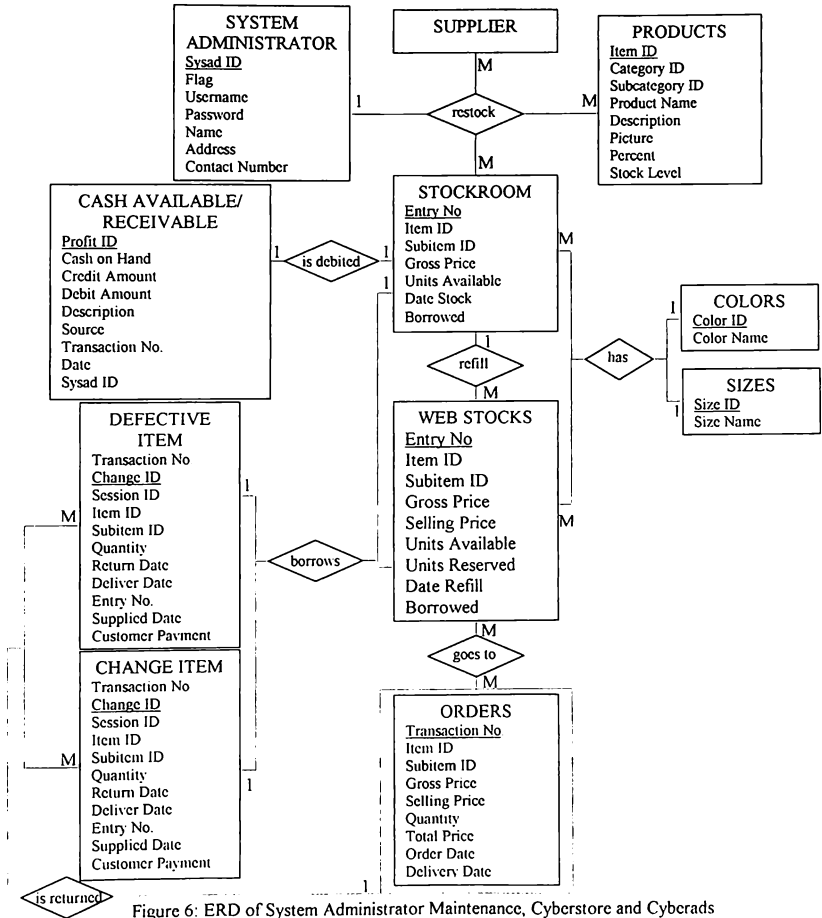 SYSTEM
ADMINISTRATOR
Sysad ID
Flag
Username
Password
Name
Address
Contact Number
SUPPLIER
PRODUCTS
Item ID
Category ID
Subcategory ID
Product Name
Description
Picture
Percent
Stock Level
M
1
restock
M
M
CASH AVAILABLE/
RECEIVABLE
Profit ID
Cash on Hand
Credit Amount
Debit Amount
Description
Source
Transaction No.
Date
Sysad ID
1
is debited
1
1
STOCKROOM
Entry No
Item ID
Subitem ID
Gross Price
Units Available
Date Stock
Borrowed
M
1
refill
M
has
1
COLORS
Color ID
Color Name
1
SIZES
Size ID
Size Name
DEFECTIVE
ITEM
Transaction No
Change ID
Session ID
Item ID
Subitem ID
Quantity
Return Date
Deliver Date
Entry No.
Supplied Date
Customer Payment
1
M
borrows
WEB STOCKS
Entry No
Item ID
Subitem ID
Gross Price
Selling Price
Units Available
Units Reserved
Date Refill
Borrowed
M
M
goes to
M
CHANGE ITEM
Transaction No
Change ID
Session ID
Item ID
Subitem ID
Quantity
Return Date
Deliver Date
Entry No.
Supplied Date
Customer Payment
M
1
ORDERS
Transaction No
Item ID
Subitem ID
Gross Price
Selling Price
Quantity
Total Price
Order Date
Delivery Date
is returned
1
Figure 6: ERD of System Administrator Maintenance, Cyberstore and Cyberads